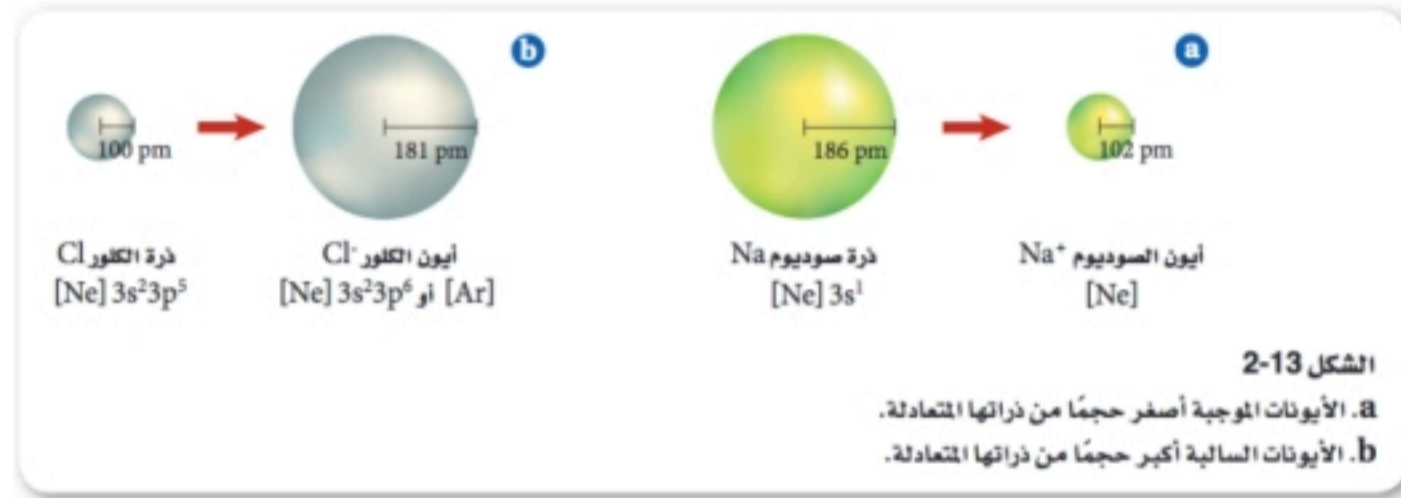 b
a
100 pm
181 pm
186 pm
102 pm
ذرة الكلور Cl
أيون الكلور Cl⁻
ذرة صوديوم Na
أيون الصوديوم Na⁺
[Ne] 3s²3p⁵
[Ne] 3s²3p⁶ أو [Ar]
[Ne] 3s¹
[Ne]
الشكل 13-2
a. الأيونات الموجبة أصغر حجمًا من ذراتها المتعادلة.
b. الأيونات السالبة أكبر حجمًا من ذراتها المتعادلة.